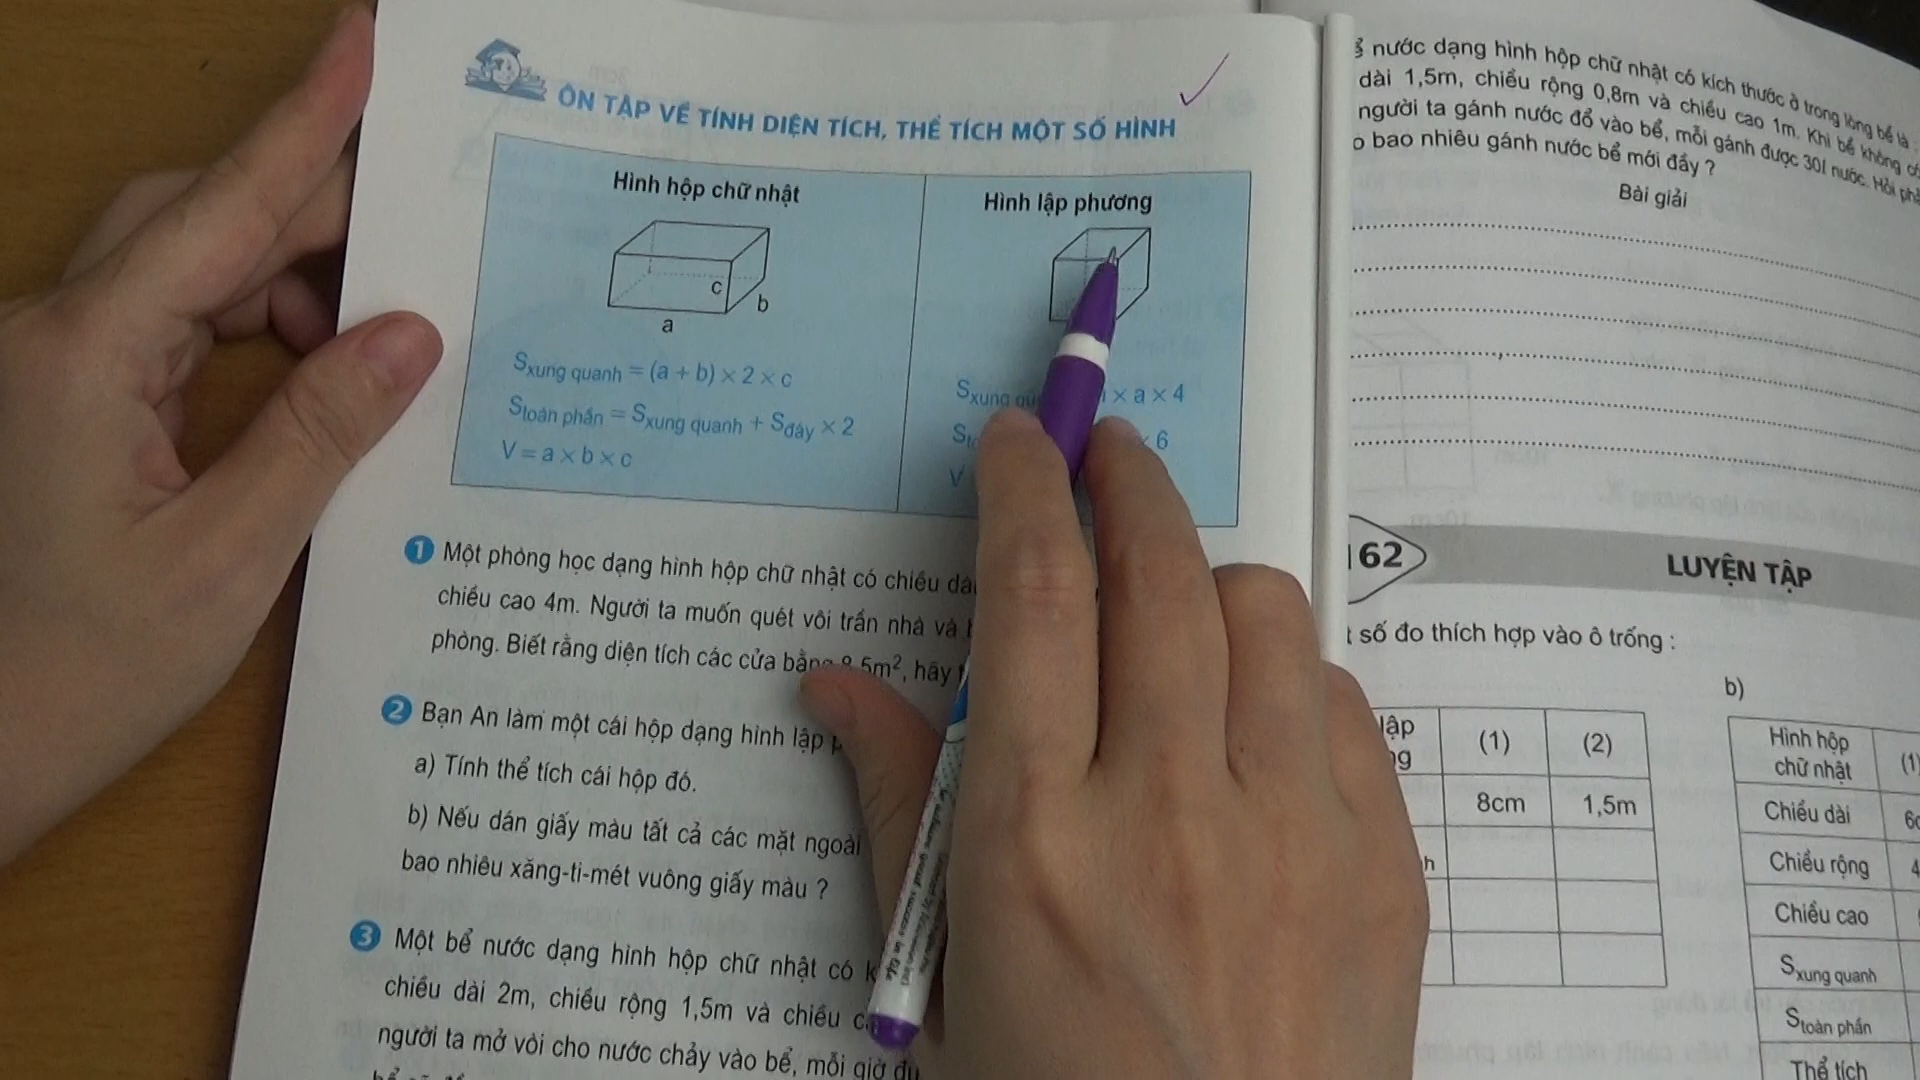 ÔN TẬP VỀ TÍNH DIỆN TÍCH, THỂ TÍCH MỘT SỐ HÌNH
Hình hộp chữ nhật
c
b
a
Sxung quanh = (a + b) × 2 × c
Stoàn phần = Sxung quanh + Sđáy × 2
V = a × b × c
Hình lập phương
Sxung × a × 4
× 6
V
1 Một phòng học dạng hình hộp chữ nhật có chiều
chiều cao 4m. Người ta muốn quét vôi trần nhà và
phòng. Biết rằng diện tích các cửa bằng 8,5m², hãy
2 Bạn An làm một cái hộp dạng hình lập
a) Tính thể tích cái hộp đó.
b) Nếu dán giấy màu tất cả các mặt ngoài
bao nhiêu xăng-ti-mét vuông giấy màu ?
3 Một bể nước dạng hình hộp chữ nhật có
chiều dài 2m, chiều rộng 1,5m và chiều
người ta mở vòi cho nước chảy vào bể, mỗi giờ
nước dạng hình hộp chữ nhật có kích thước ở trong lòng bể là :
dài 1,5m, chiều rộng 0,8m và chiều cao 1m. Khi bể không có
người ta gánh nước đổ vào bể, mỗi gánh được 30l nước. Hỏi
bao nhiêu gánh nước bể mới đầy ?
Bài giải
162
LUYỆN TẬP
số đo thích hợp vào ô trống :
lập (1) (2)
8cm 1,5m
b)
Hình hộp
chữ nhật
Chiều dài
Chiều rộng
Chiều cao
Sxung quanh
Stoàn phần
Thể tích